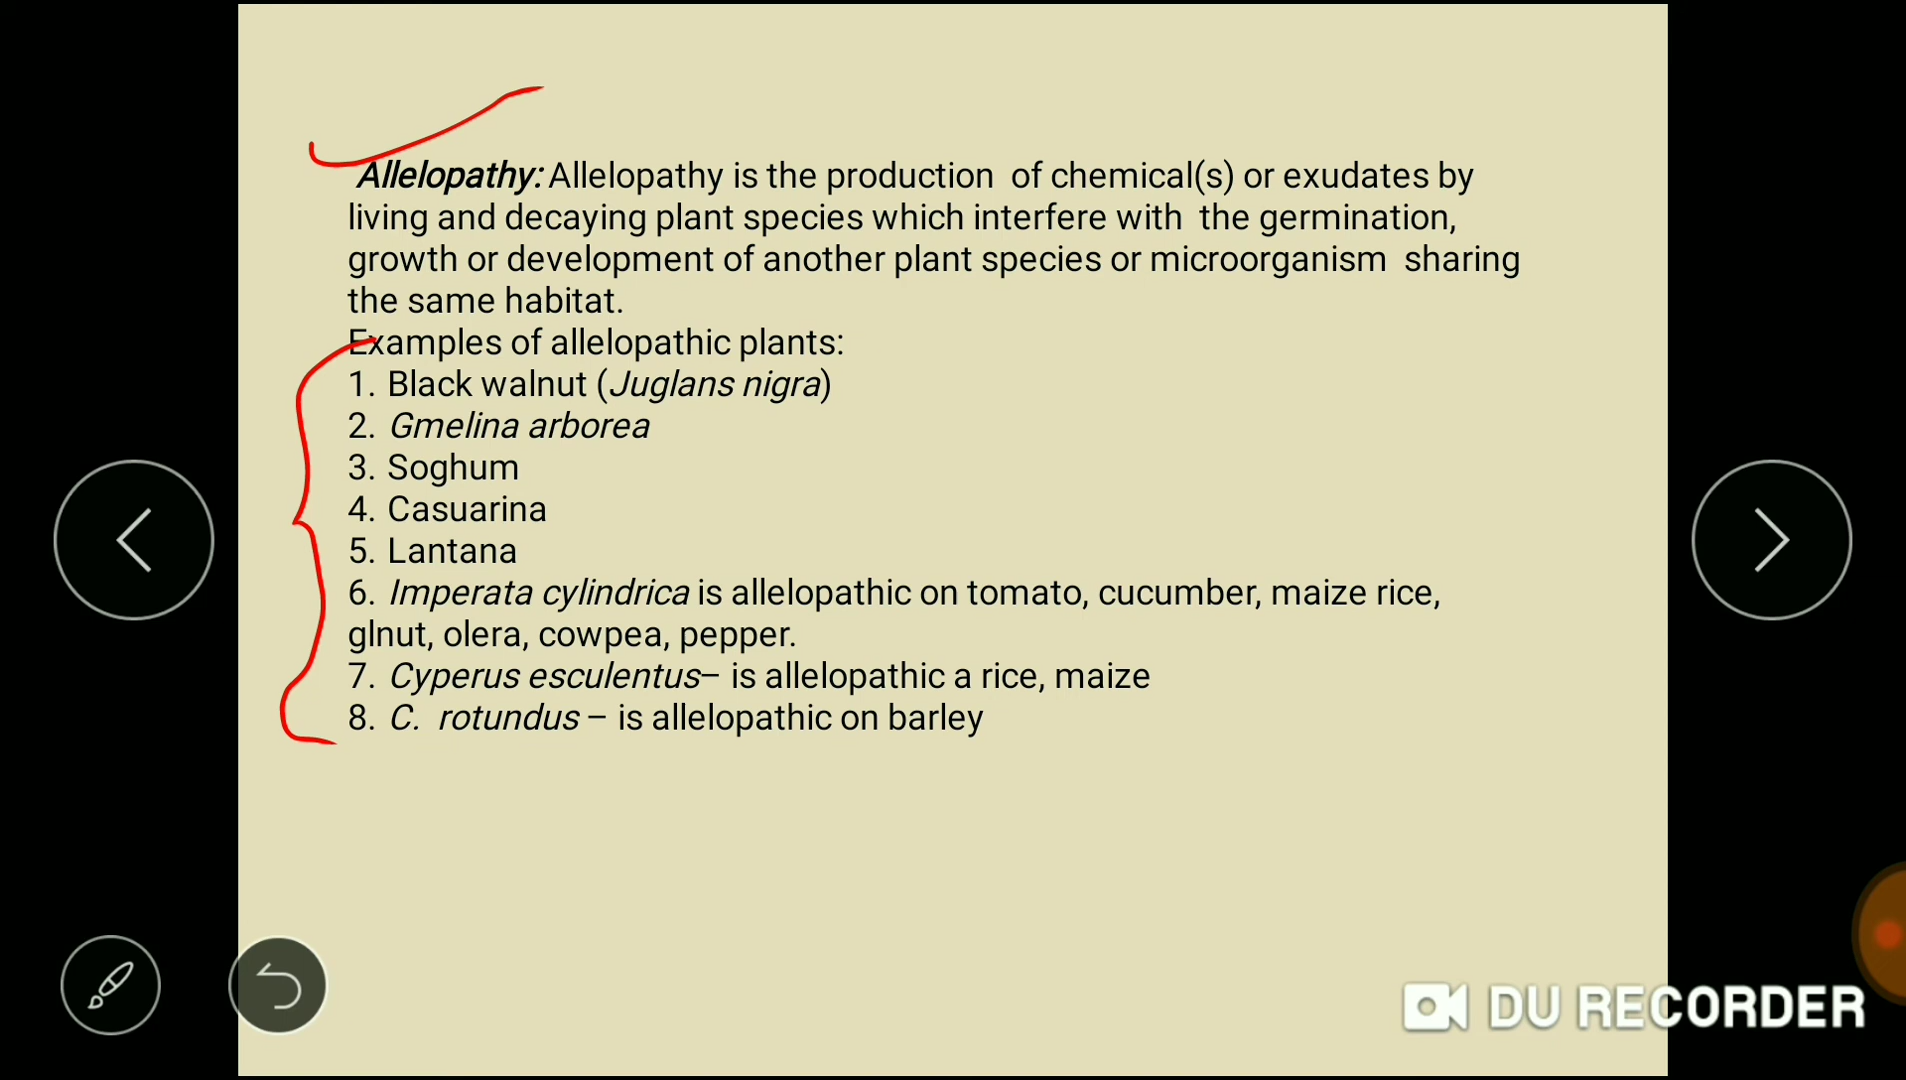 Allelopathy: Allelopathy is the production of chemical(s) or exudates by
living and decaying plant species which interfere with the germination,
growth or development of another plant species or microorganism sharing
the same habitat.
Examples of allelopathic plants:
1. Black walnut (Juglans nigra)
2. Gmelina arborea
3. Soghum
4. Casuarina
5. Lantana
6. Imperata cylindrica is allelopathic on tomato, cucumber, maize rice,
glnut, olera, cowpea, pepper.
7. Cyperus esculentus– is allelopathic a rice, maize
8. C. rotundus – is allelopathic on barley
DU RECORDER